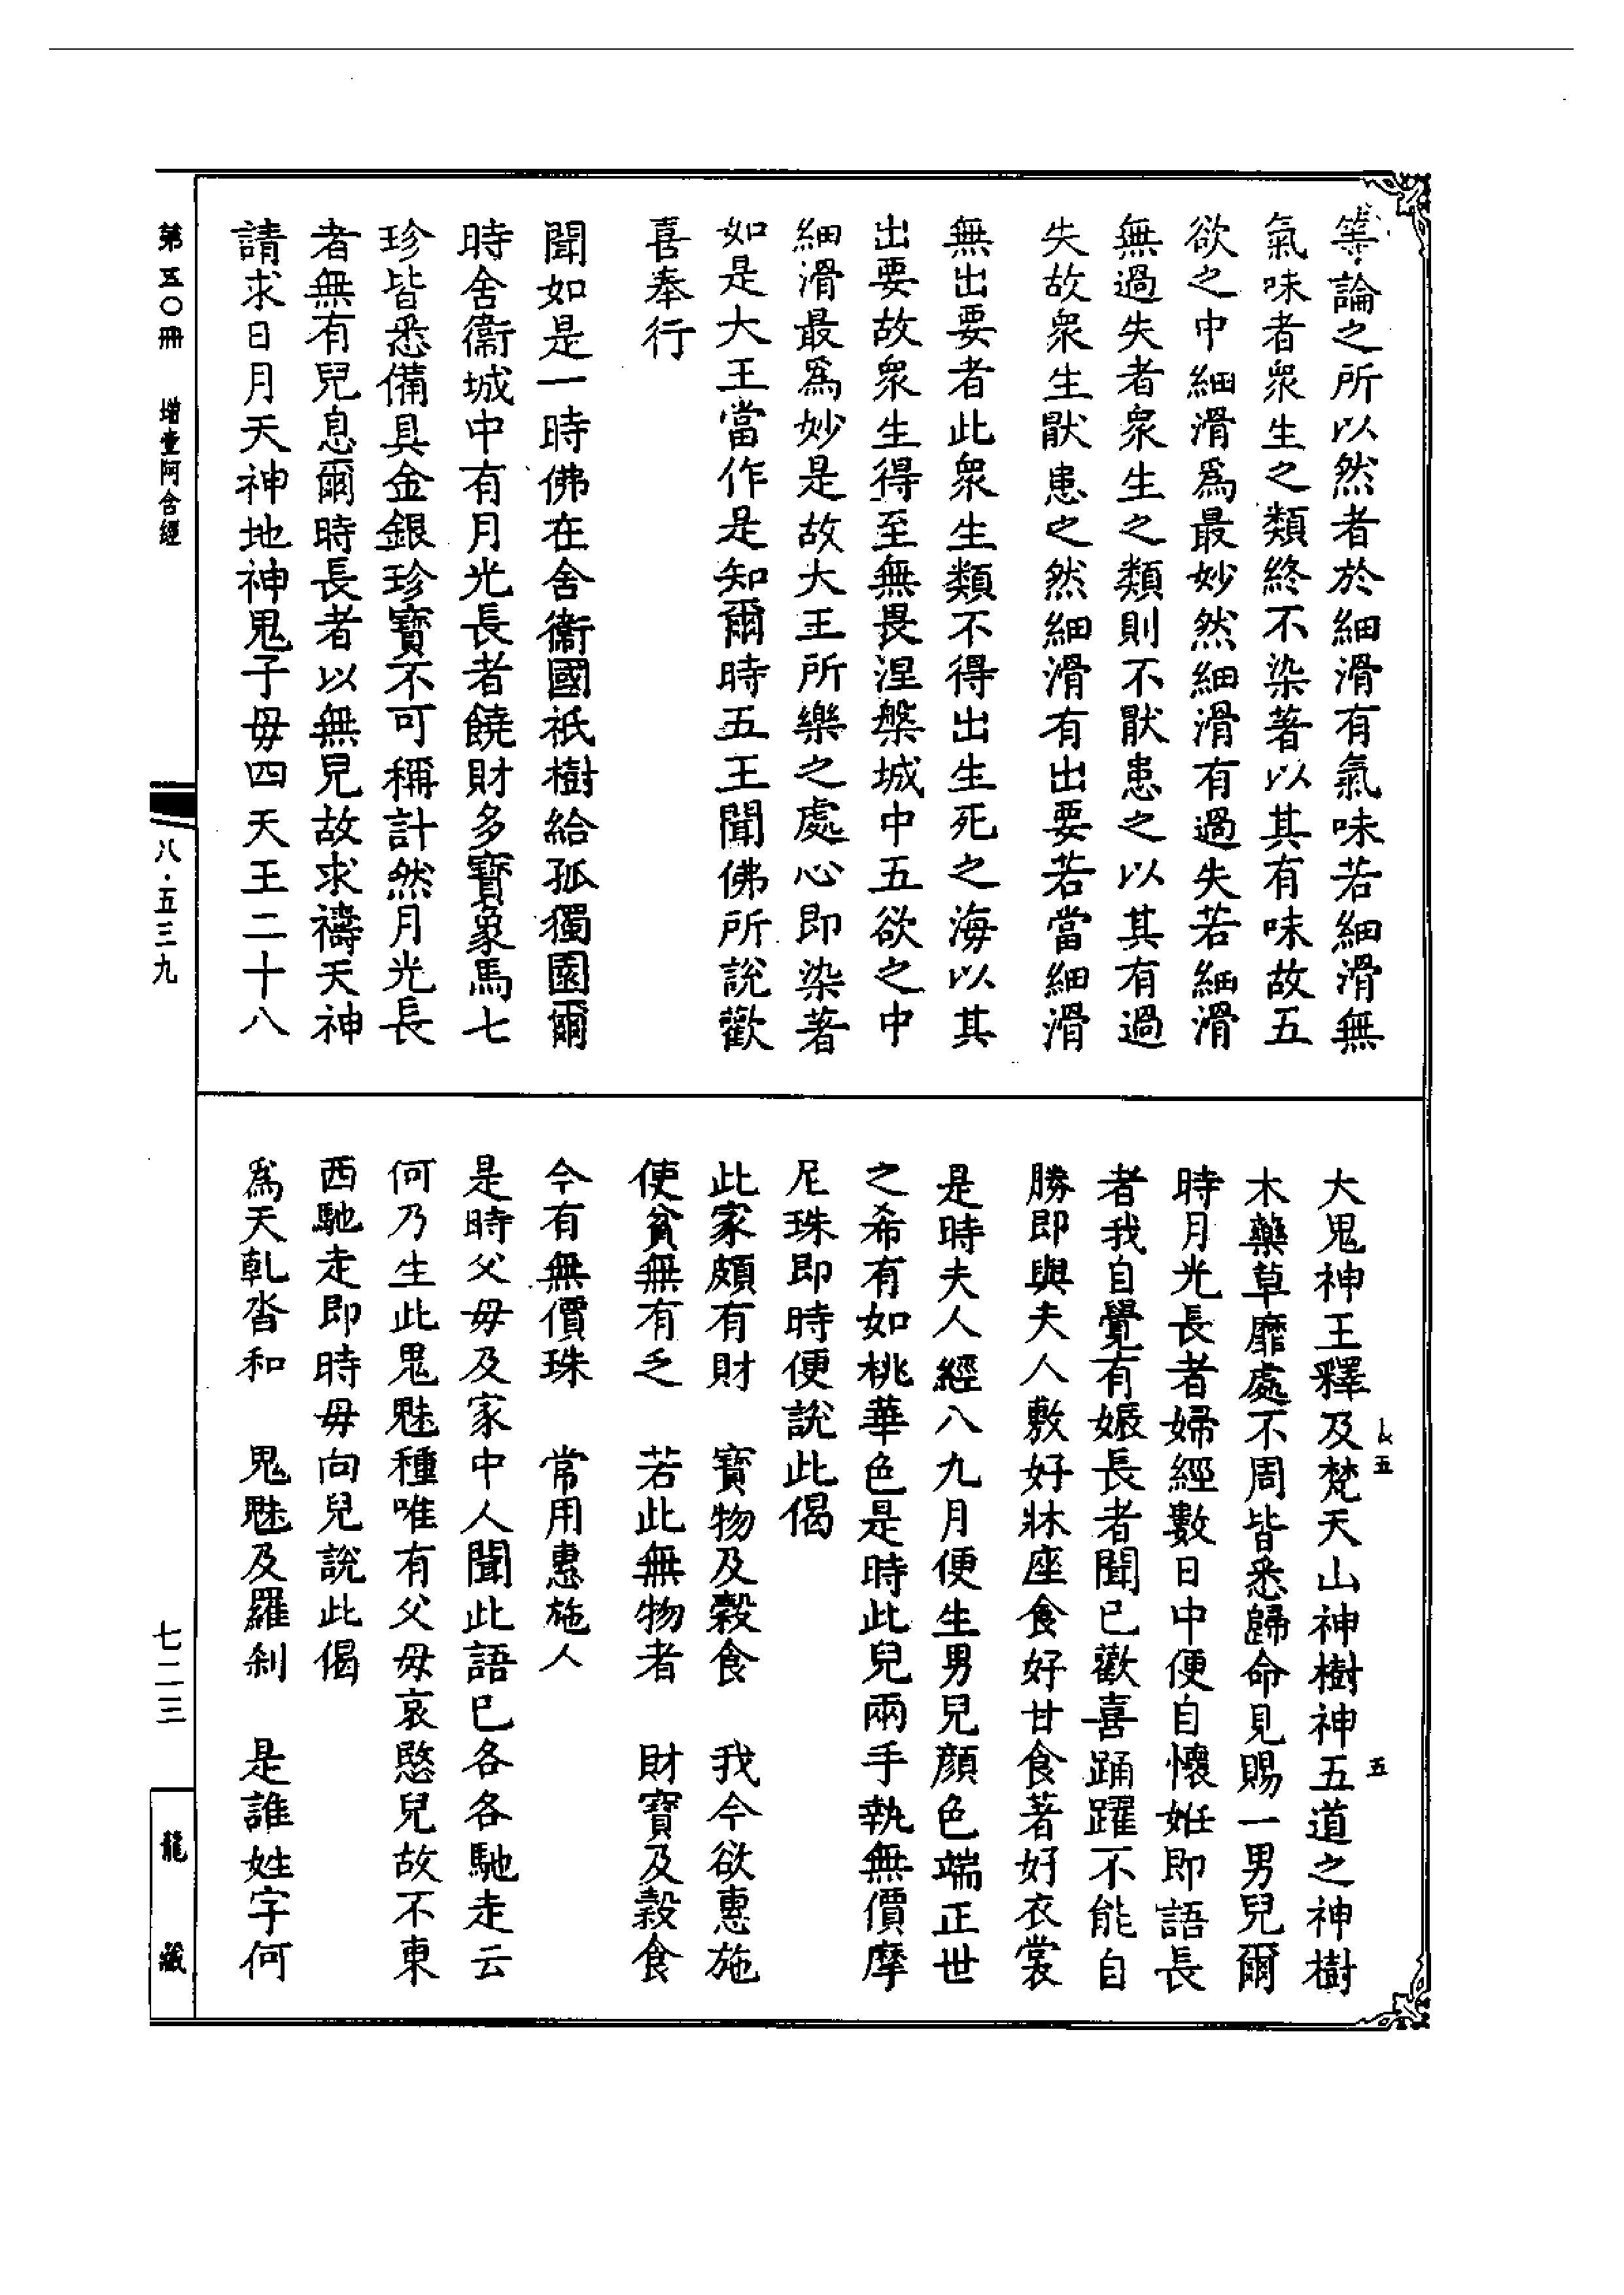 等論之所以然者於細滑有氣味若細滑無
氣味者衆生之類終不染著以其有味故五
欲之中細滑爲最妙然細滑有過失若細滑
無過失者衆生之類則不猒患之以其有過
失故衆生猒患之然細滑有出要若當細滑
無出要者此衆生類不得出生死之海以其
出要故衆生得至無畏涅槃城中五欲之中
細滑最爲妙是故大王所樂之處心即染著
如是大王當作是知爾時五王聞佛所說歡
喜奉行
聞如是一時佛在舍衞國祇樹給孤獨園爾
時舍衞城中有月光長者饒財多寶象馬七
珍皆悉備具金銀珍寶不可稱計然月光長
者無有兒息爾時長者以無兒故求禱天神
請求日月天神地神鬼子母四天王二十八
大鬼神王釋及梵天山神樹神五道之神樹
木藥草靡處不周皆悉歸命見賜一男兒爾
時月光長者婦經數日中便自懷妊即語長
者我自覺有娠長者聞已歡喜踊躍不能自
勝即與夫人敷好牀座食好甘食著好衣裳
是時夫人經八九月便生男兒顏色端正世
之希有如桃華色是時此兒兩手執無價摩
尼珠即時便說此偈
此家頗有財　寶物及穀食　我今欲惠施
使貧無有乏　若此無物者　財寶及穀食
今有無價珠　常用惠施人
是時父母及家中人聞此語已各各馳走云
何乃生此鬼魅種唯有父母哀愍兒故不東
西馳走即時母向兒說此偈
爲天乹沓和　鬼魅及羅刹　是誰姓字何
五
五
第五〇冊　增壹阿含經
八·五三九
七二三
龍藏